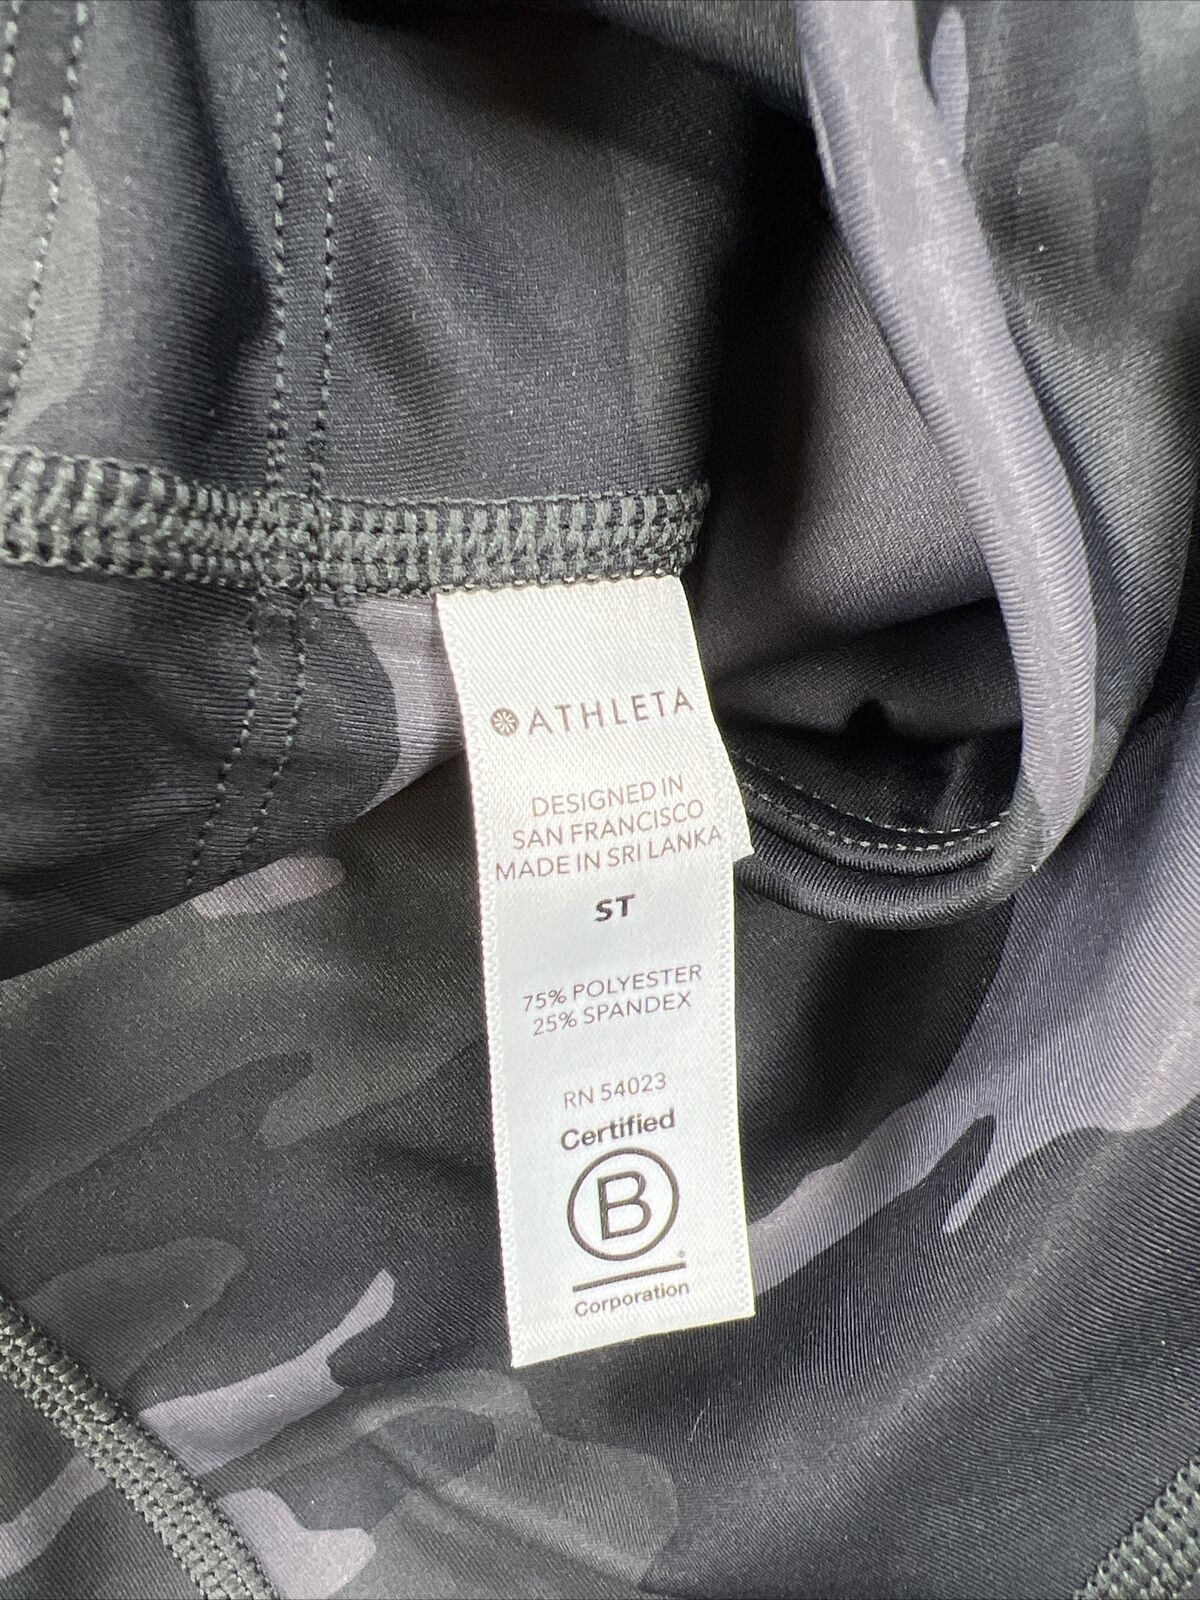 ATHLETA
DESIGNED IN
SAN FRANCISCO
MADE IN SRI LANKA
ST
75% POLYESTER
25% SPANDEX
RN 54023
Certified
B
®
Corporation